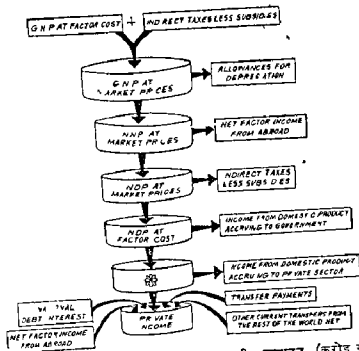 GNP AT FACTOR COST + INDIRECT TAXES LESS SUBSIDIES
GNP AT
MARKET PRICES
ALLOWANCES FOR
DEPRECIATION
NNP AT
MARKET PRICES
NET FACTOR INCOME
FROM ABROAD
NDP AT
MARKET PRICES
INDIRECT TAXES
LESS SUBSIDIES
NDP AT
FACTOR COST
INCOME FROM DOMESTIC PRODUCT
ACCRUING TO GOVERNMENT
INCOME FROM DOMESTIC PRODUCT
ACCRUING TO PRIVATE SECTOR
DEBT INTEREST
TRANSFER PAYMENTS
PRIVATE
INCOME
NET FACTOR INCOME
FROM ABROAD
OTHER CURRENT TRANSFERS FROM
THE REST OF THE WORLD NET
(करोड़